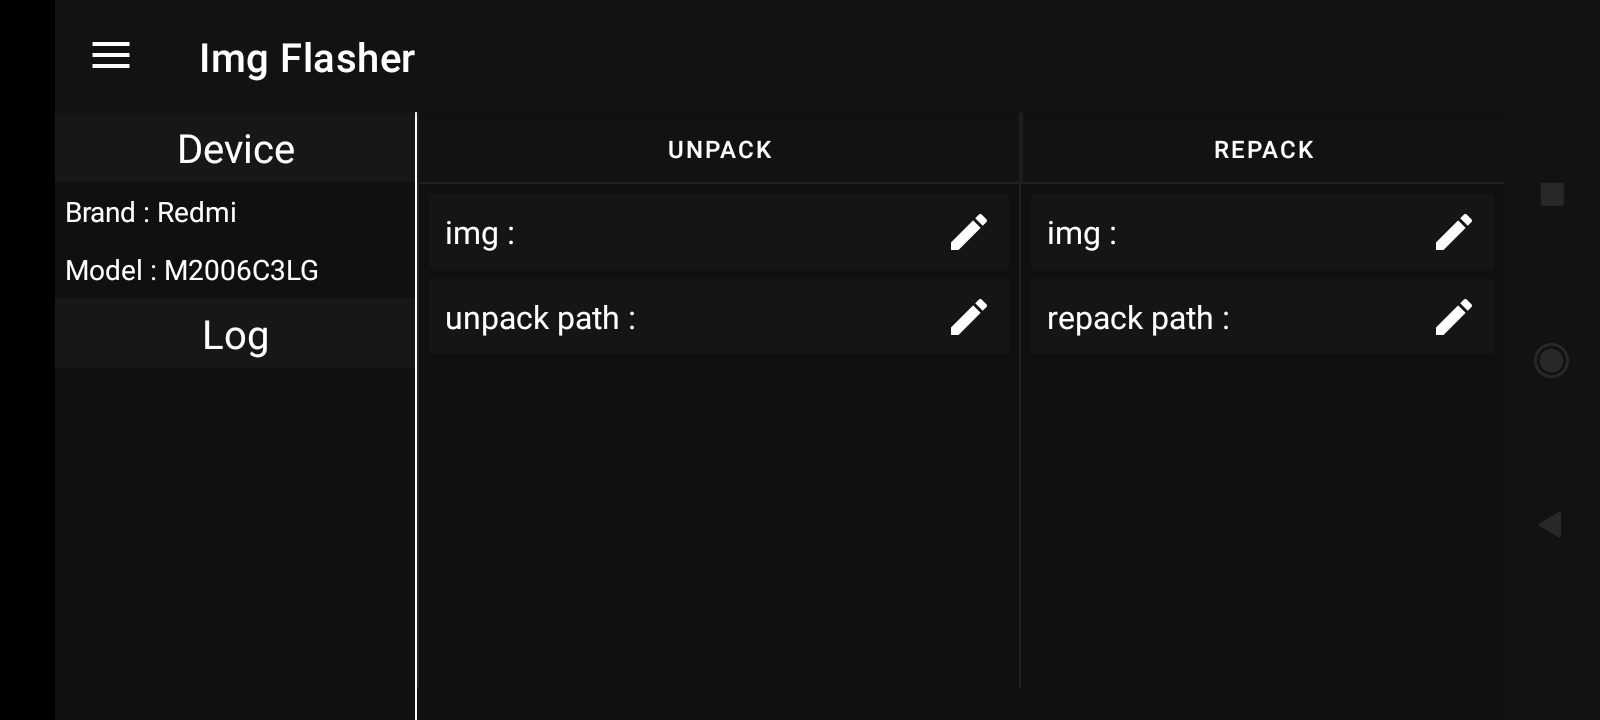 Img Flasher
Device
Brand : Redmi
Model : M2006C3LG
Log
UNPACK
img :
unpack path :
REPACK
img :
repack path :